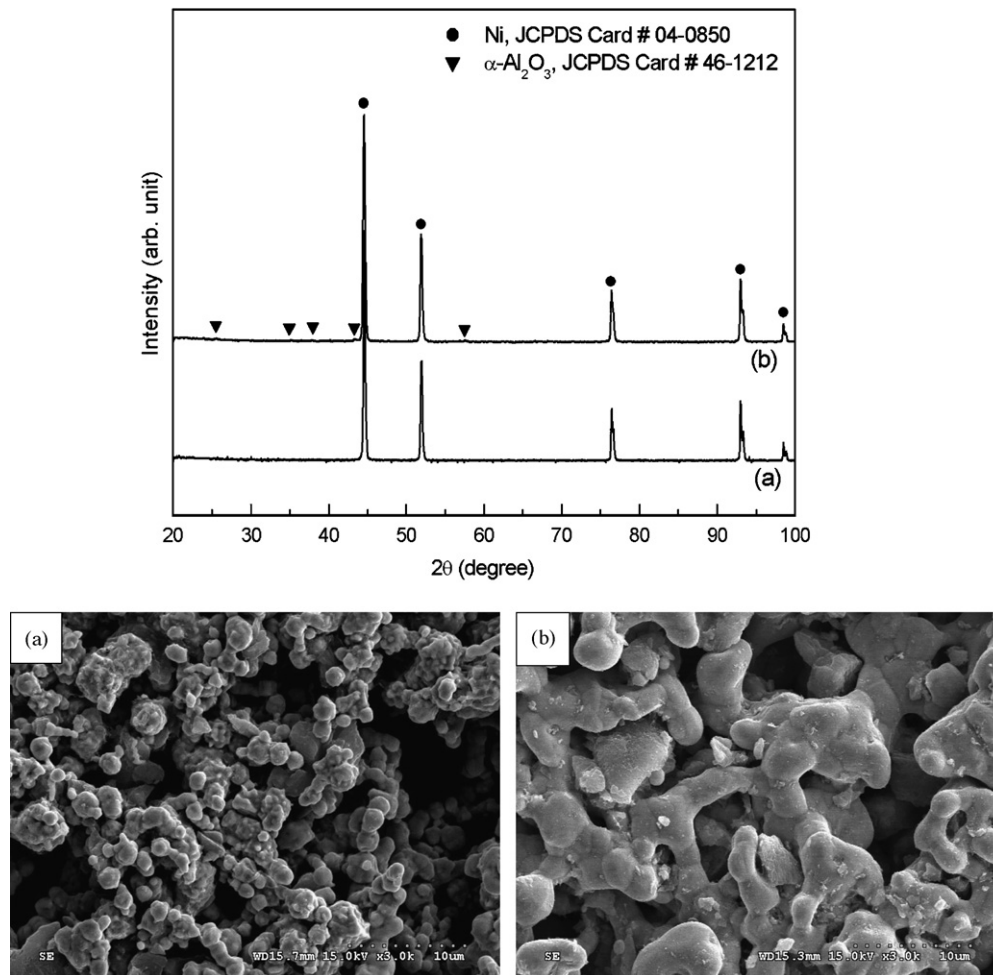 Ni, JCPDS Card # 04-0850
α-Al₂O₃, JCPDS Card # 46-1212
Intensity (arb. unit)
(b)
(a)
20 30 40 50 60 70 80 90 100
2θ (degree)
(a)
(b)
SE WD15.7mm 15.0kV x3.0k 10um
SE WD15.3mm 15.0kV x3.0k 10um